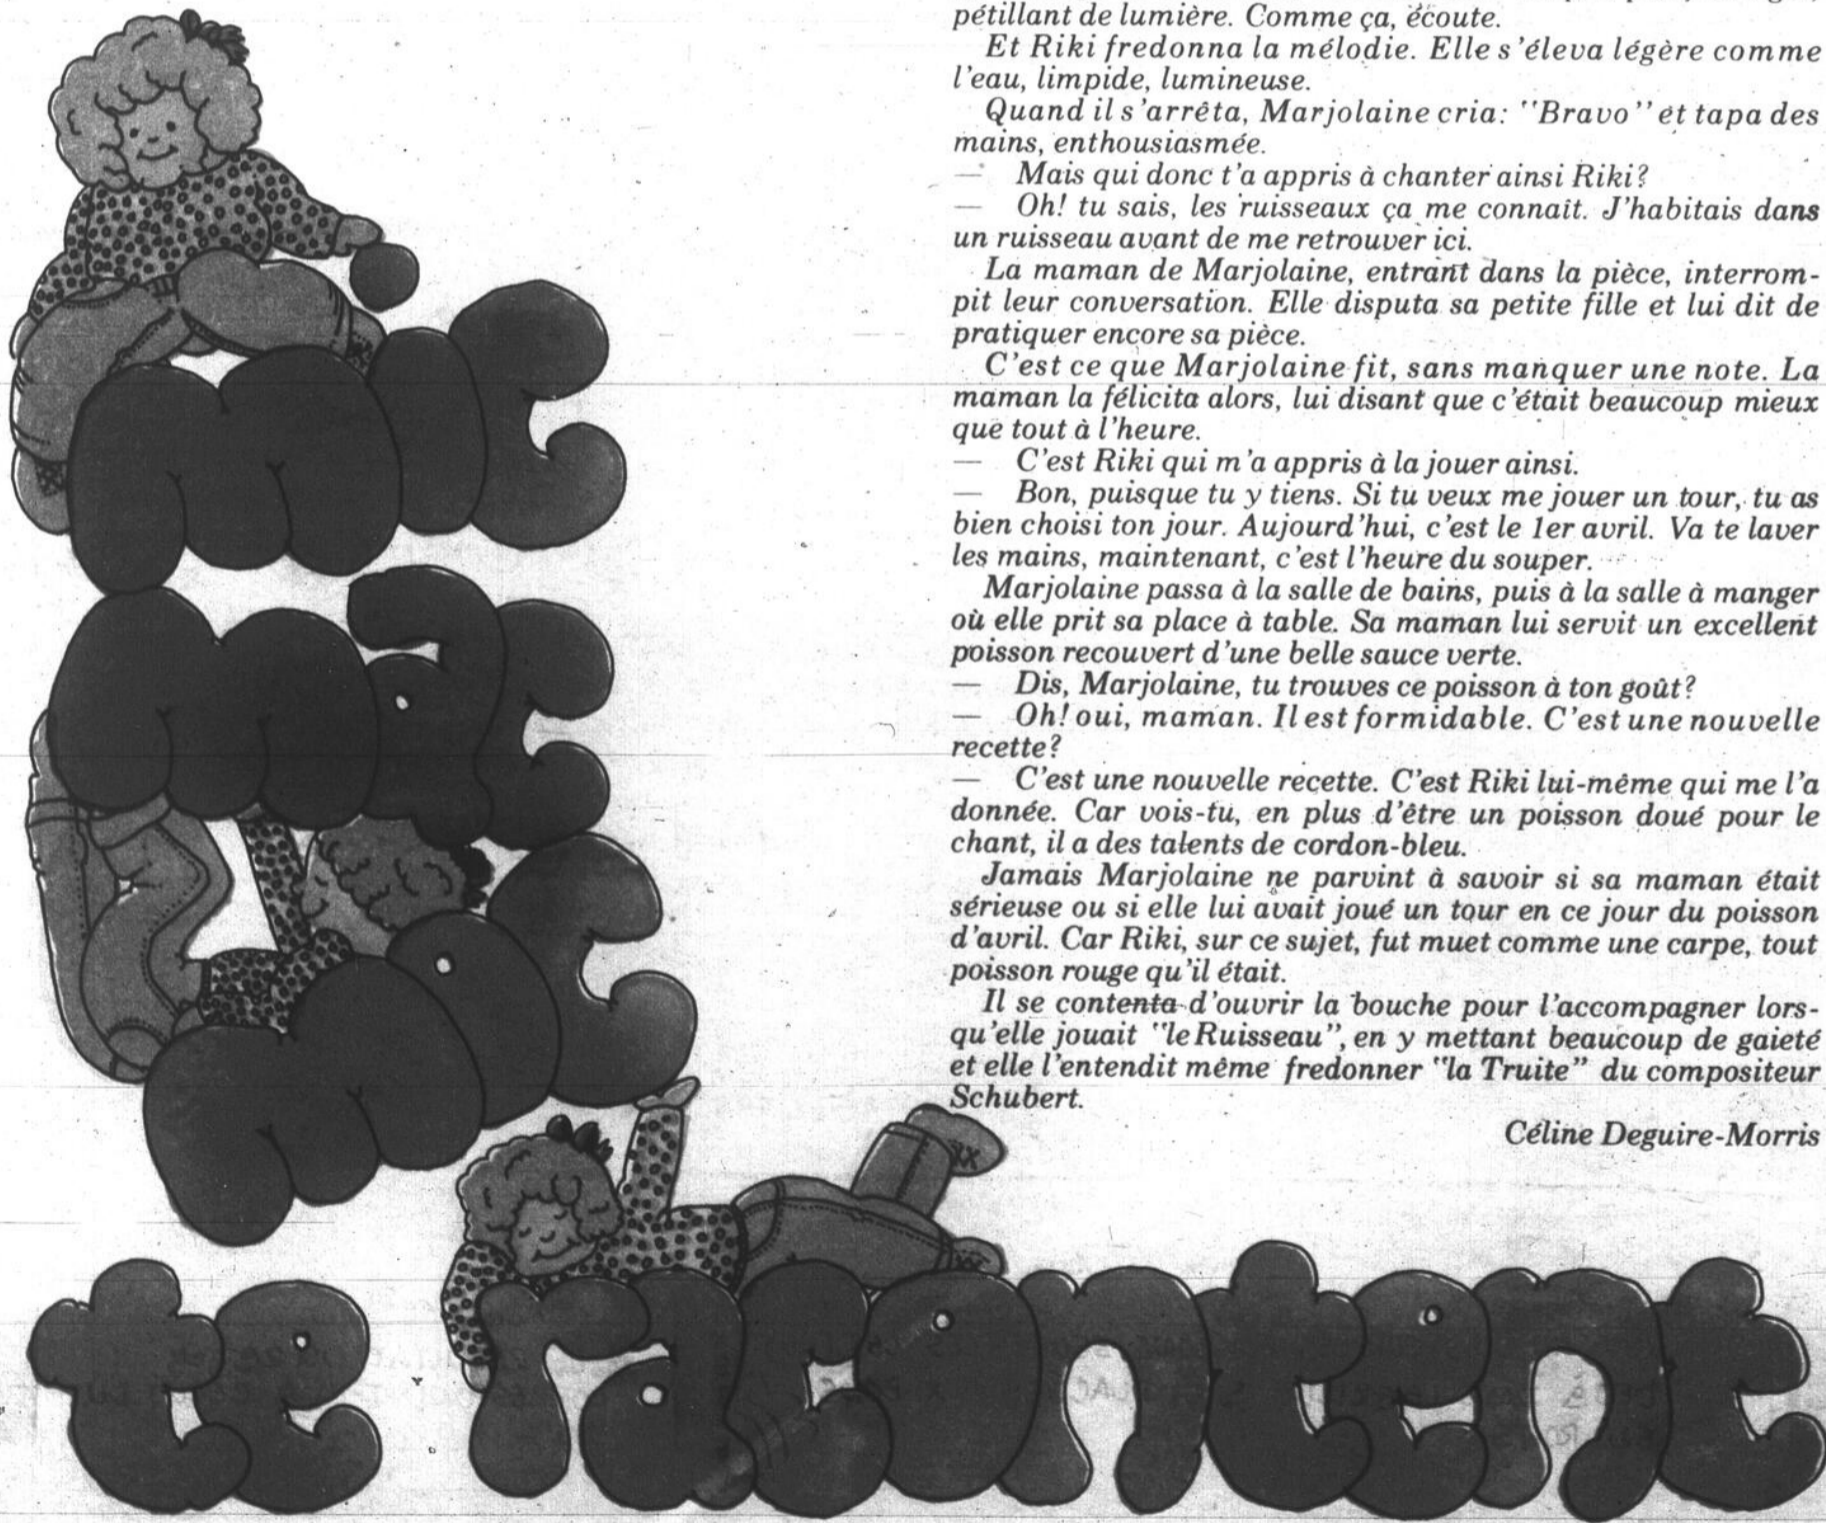 mic
mac
moc
te racontent
pétillant de lumière. Comme ça, écoute.
Et Riki fredonna la mélodie. Elle s'éleva légère comme
l'eau, limpide, lumineuse.
Quand il s'arrêta, Marjolaine cria: "Bravo" et tapa des
mains, enthousiasmée.
— Mais qui donc t'a appris à chanter ainsi Riki?
— Oh! tu sais, les ruisseaux ça me connaît. J'habitais dans
un ruisseau avant de me retrouver ici.
La maman de Marjolaine, entrant dans la pièce, interrom-
pit leur conversation. Elle disputa sa petite fille et lui dit de
pratiquer encore sa pièce.
C'est ce que Marjolaine fit, sans manquer une note. La
maman la félicita alors, lui disant que c'était beaucoup mieux
que tout à l'heure.
— C'est Riki qui m'a appris à la jouer ainsi.
— Bon, puisque tu y tiens. Si tu veux me jouer un tour, tu as
bien choisi ton jour. Aujourd'hui, c'est le 1er avril. Va te laver
les mains, maintenant, c'est l'heure du souper.
Marjolaine passa à la salle de bains, puis à la salle à manger
où elle prit sa place à table. Sa maman lui servit un excellent
poisson recouvert d'une belle sauce verte.
— Dis, Marjolaine, tu trouves ce poisson à ton goût?
— Oh! oui, maman. Il est formidable. C'est une nouvelle
recette?
— C'est une nouvelle recette. C'est Riki lui-même qui me l'a
donnée. Car vois-tu, en plus d'être un poisson doué pour le
chant, il a des talents de cordon-bleu.
Jamais Marjolaine ne parvint à savoir si sa maman était
sérieuse ou si elle lui avait joué un tour en ce jour du poisson
d'avril. Car Riki, sur ce sujet, fut muet comme une carpe, tout
poisson rouge qu'il était.
Il se contenta d'ouvrir la bouche pour l'accompagner lors-
qu'elle jouait "le Ruisseau", en y mettant beaucoup de gaieté
et elle l'entendit même fredonner "la Truite" du compositeur
Schubert.
Céline Deguire-Morris